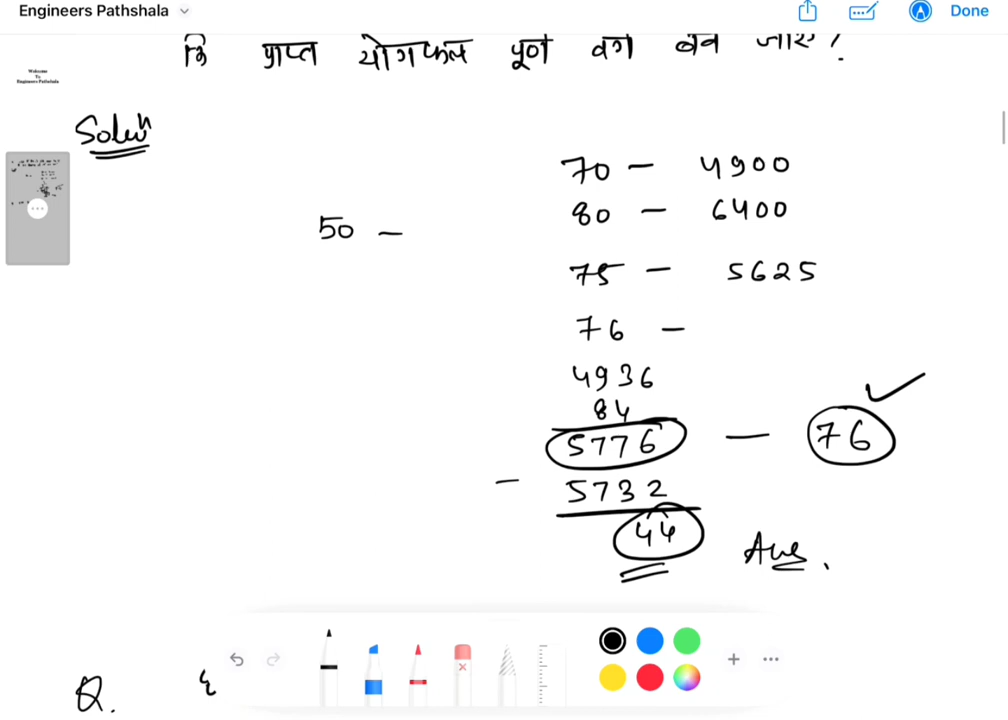 Engineers Pathshala
Done
कि प्राप्त योगफल पूर्ण वर्ग बन जाए?
Welcome
To
Engineers Pathshala
Soluⁿ
70 — 4900
80 — 6400
50 —
75 — 5625
76 —
4936
84
5776 — 76
— 5732
44
Ans.
Q.